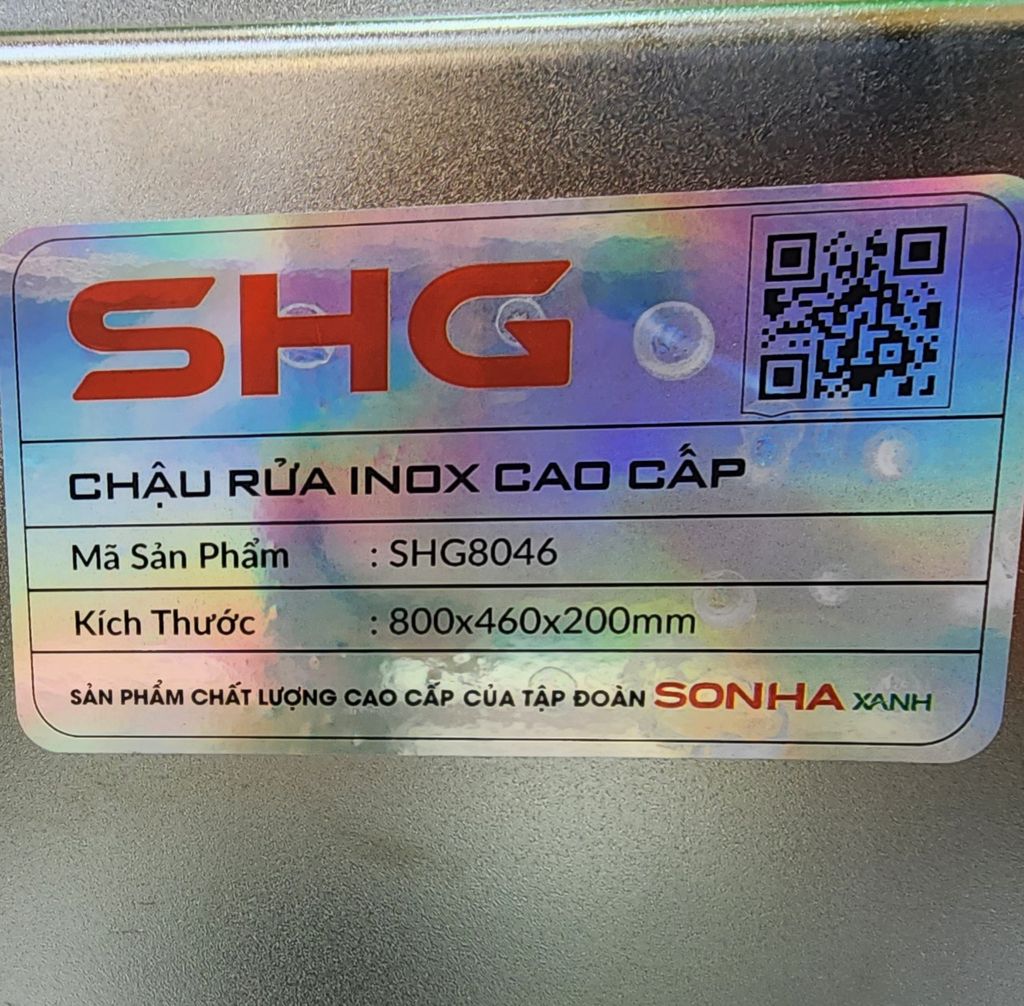 SHG
CHẬU RỬA INOX CAO CẤP
Mã Sản Phẩm : SHG8046
Kích Thước : 800x460x200mm
SẢN PHẨM CHẤT LƯỢNG CAO CẤP CỦA TẬP ĐOÀN SONHA XANH